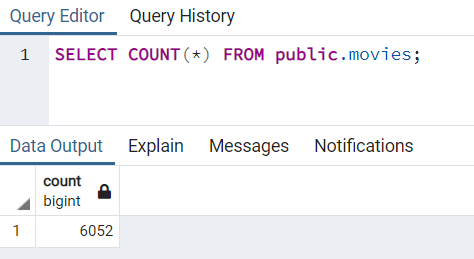 Query Editor Query History
1 SELECT COUNT(*) FROM public.movies;
Data Output Explain Messages Notifications
count
bigint
1 6052